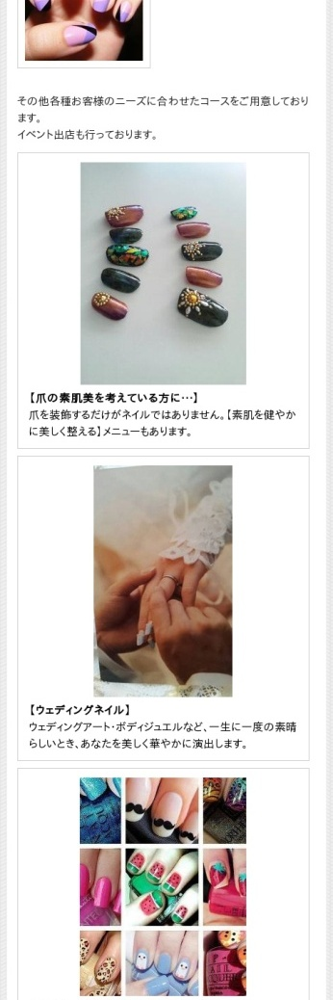 その他各種お客様のニーズに合わせたコースをご用意しており
ます。
イベント出店も行っております。
【爪の素肌美を考えている方に…】
爪を装飾するだけがネイルではありません。【素肌を健やか
に美しく整える】メニューもあります。
【ウェディングネイル】
ウェディングアート・ボディジュエルなど、一生に一度の素晴
らしいとき、あなたを美しく華やかに演出します。